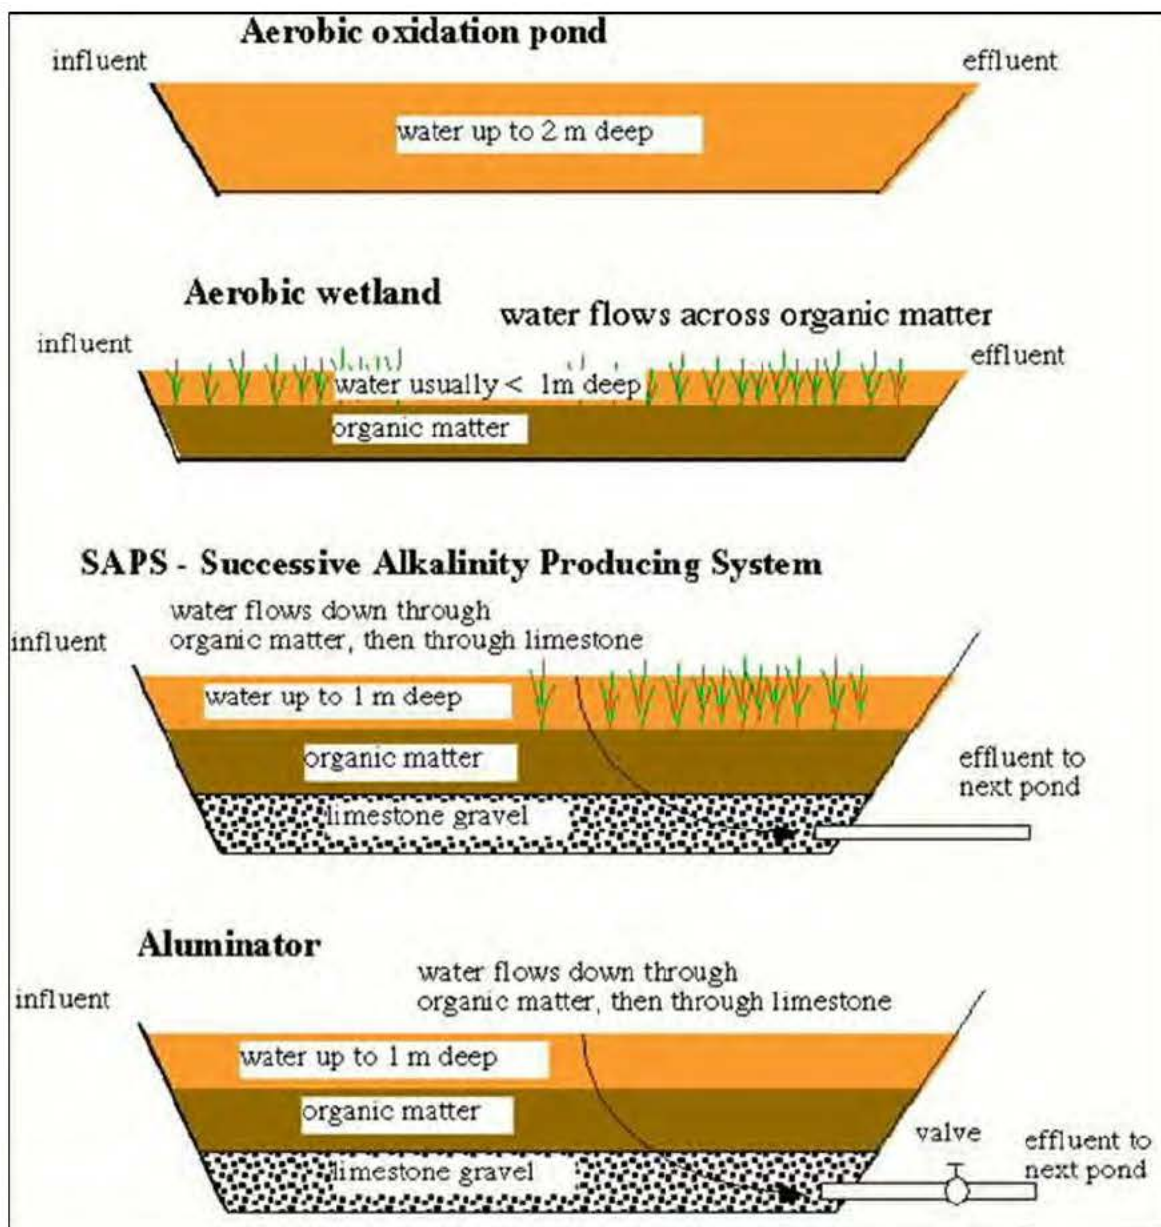 Aerobic oxidation pond
influent
effluent
water up to 2 m deep
Aerobic wetland
water flows across organic matter
influent
effluent
water usually < 1m deep
organic matter
SAPS - Successive Alkalinity Producing System
water flows down through
organic matter, then through limestone
influent
water up to 1 m deep
organic matter
effluent to
next pond
limestone gravel
Aluminator
water flows down through
organic matter, then through limestone
influent
water up to 1 m deep
organic matter
valve
effluent to
next pond
limestone gravel